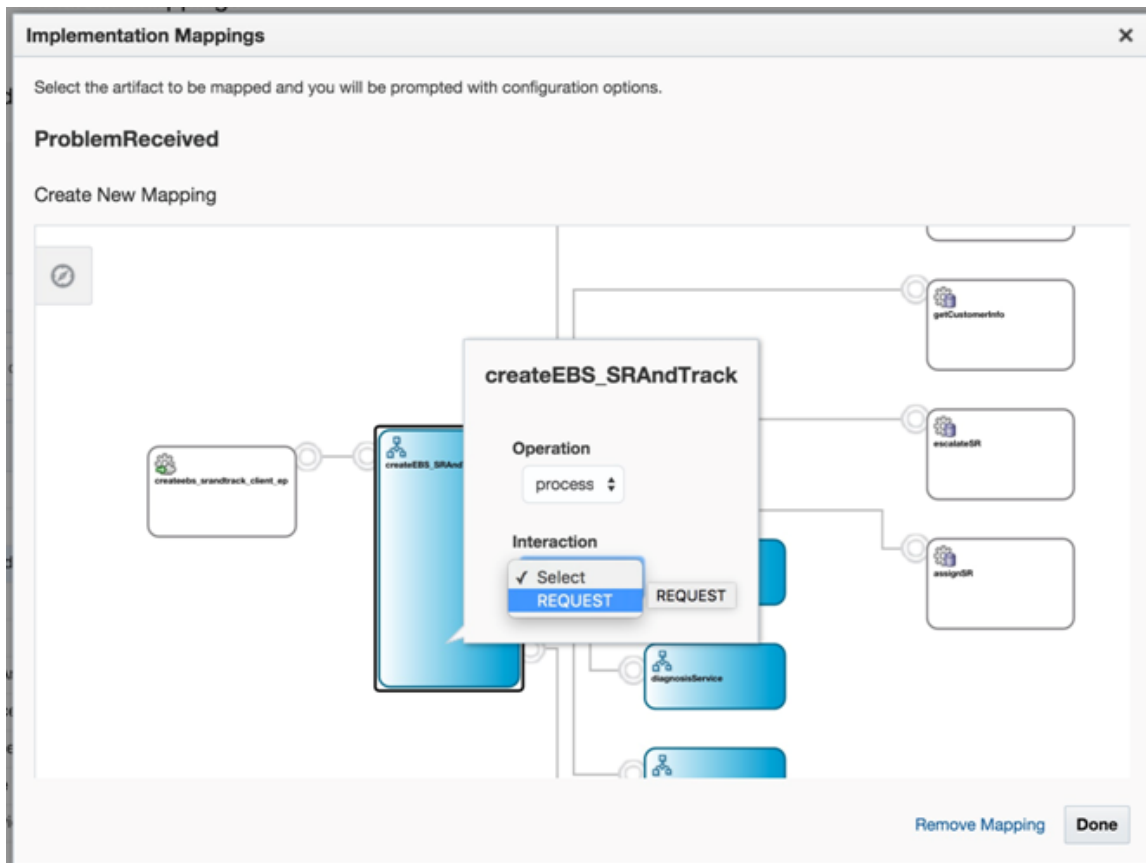 Implementation Mappings
Select the artifact to be mapped and you will be prompted with configuration options.
ProblemReceived
Create New Mapping
getCustomerInfo
createEBS_SRAndTrack
escalateSR
createEBS_SRAnd
createebs_srandtrack_client_ep
Operation
process
Interaction
✓ Select
REQUEST
REQUEST
assignSR
diagnosisService
Remove Mapping
Done